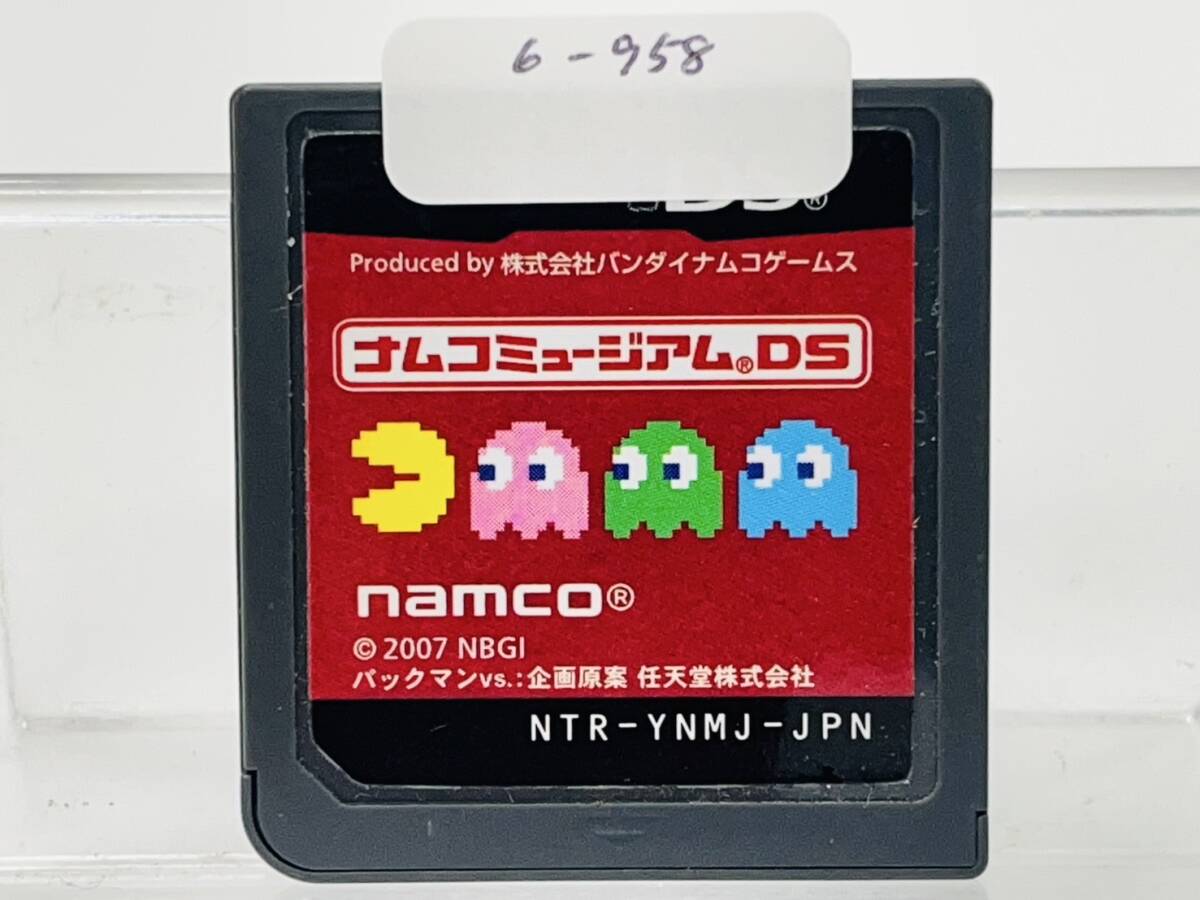 6-958
DS®
Produced by 株式会社バンダイナムコゲームス
ナムコミュージアム®DS
namco®
© 2007 NBGI
パックマンvs.:企画原案 任天堂株式会社
NTR-YNMJ-JPN